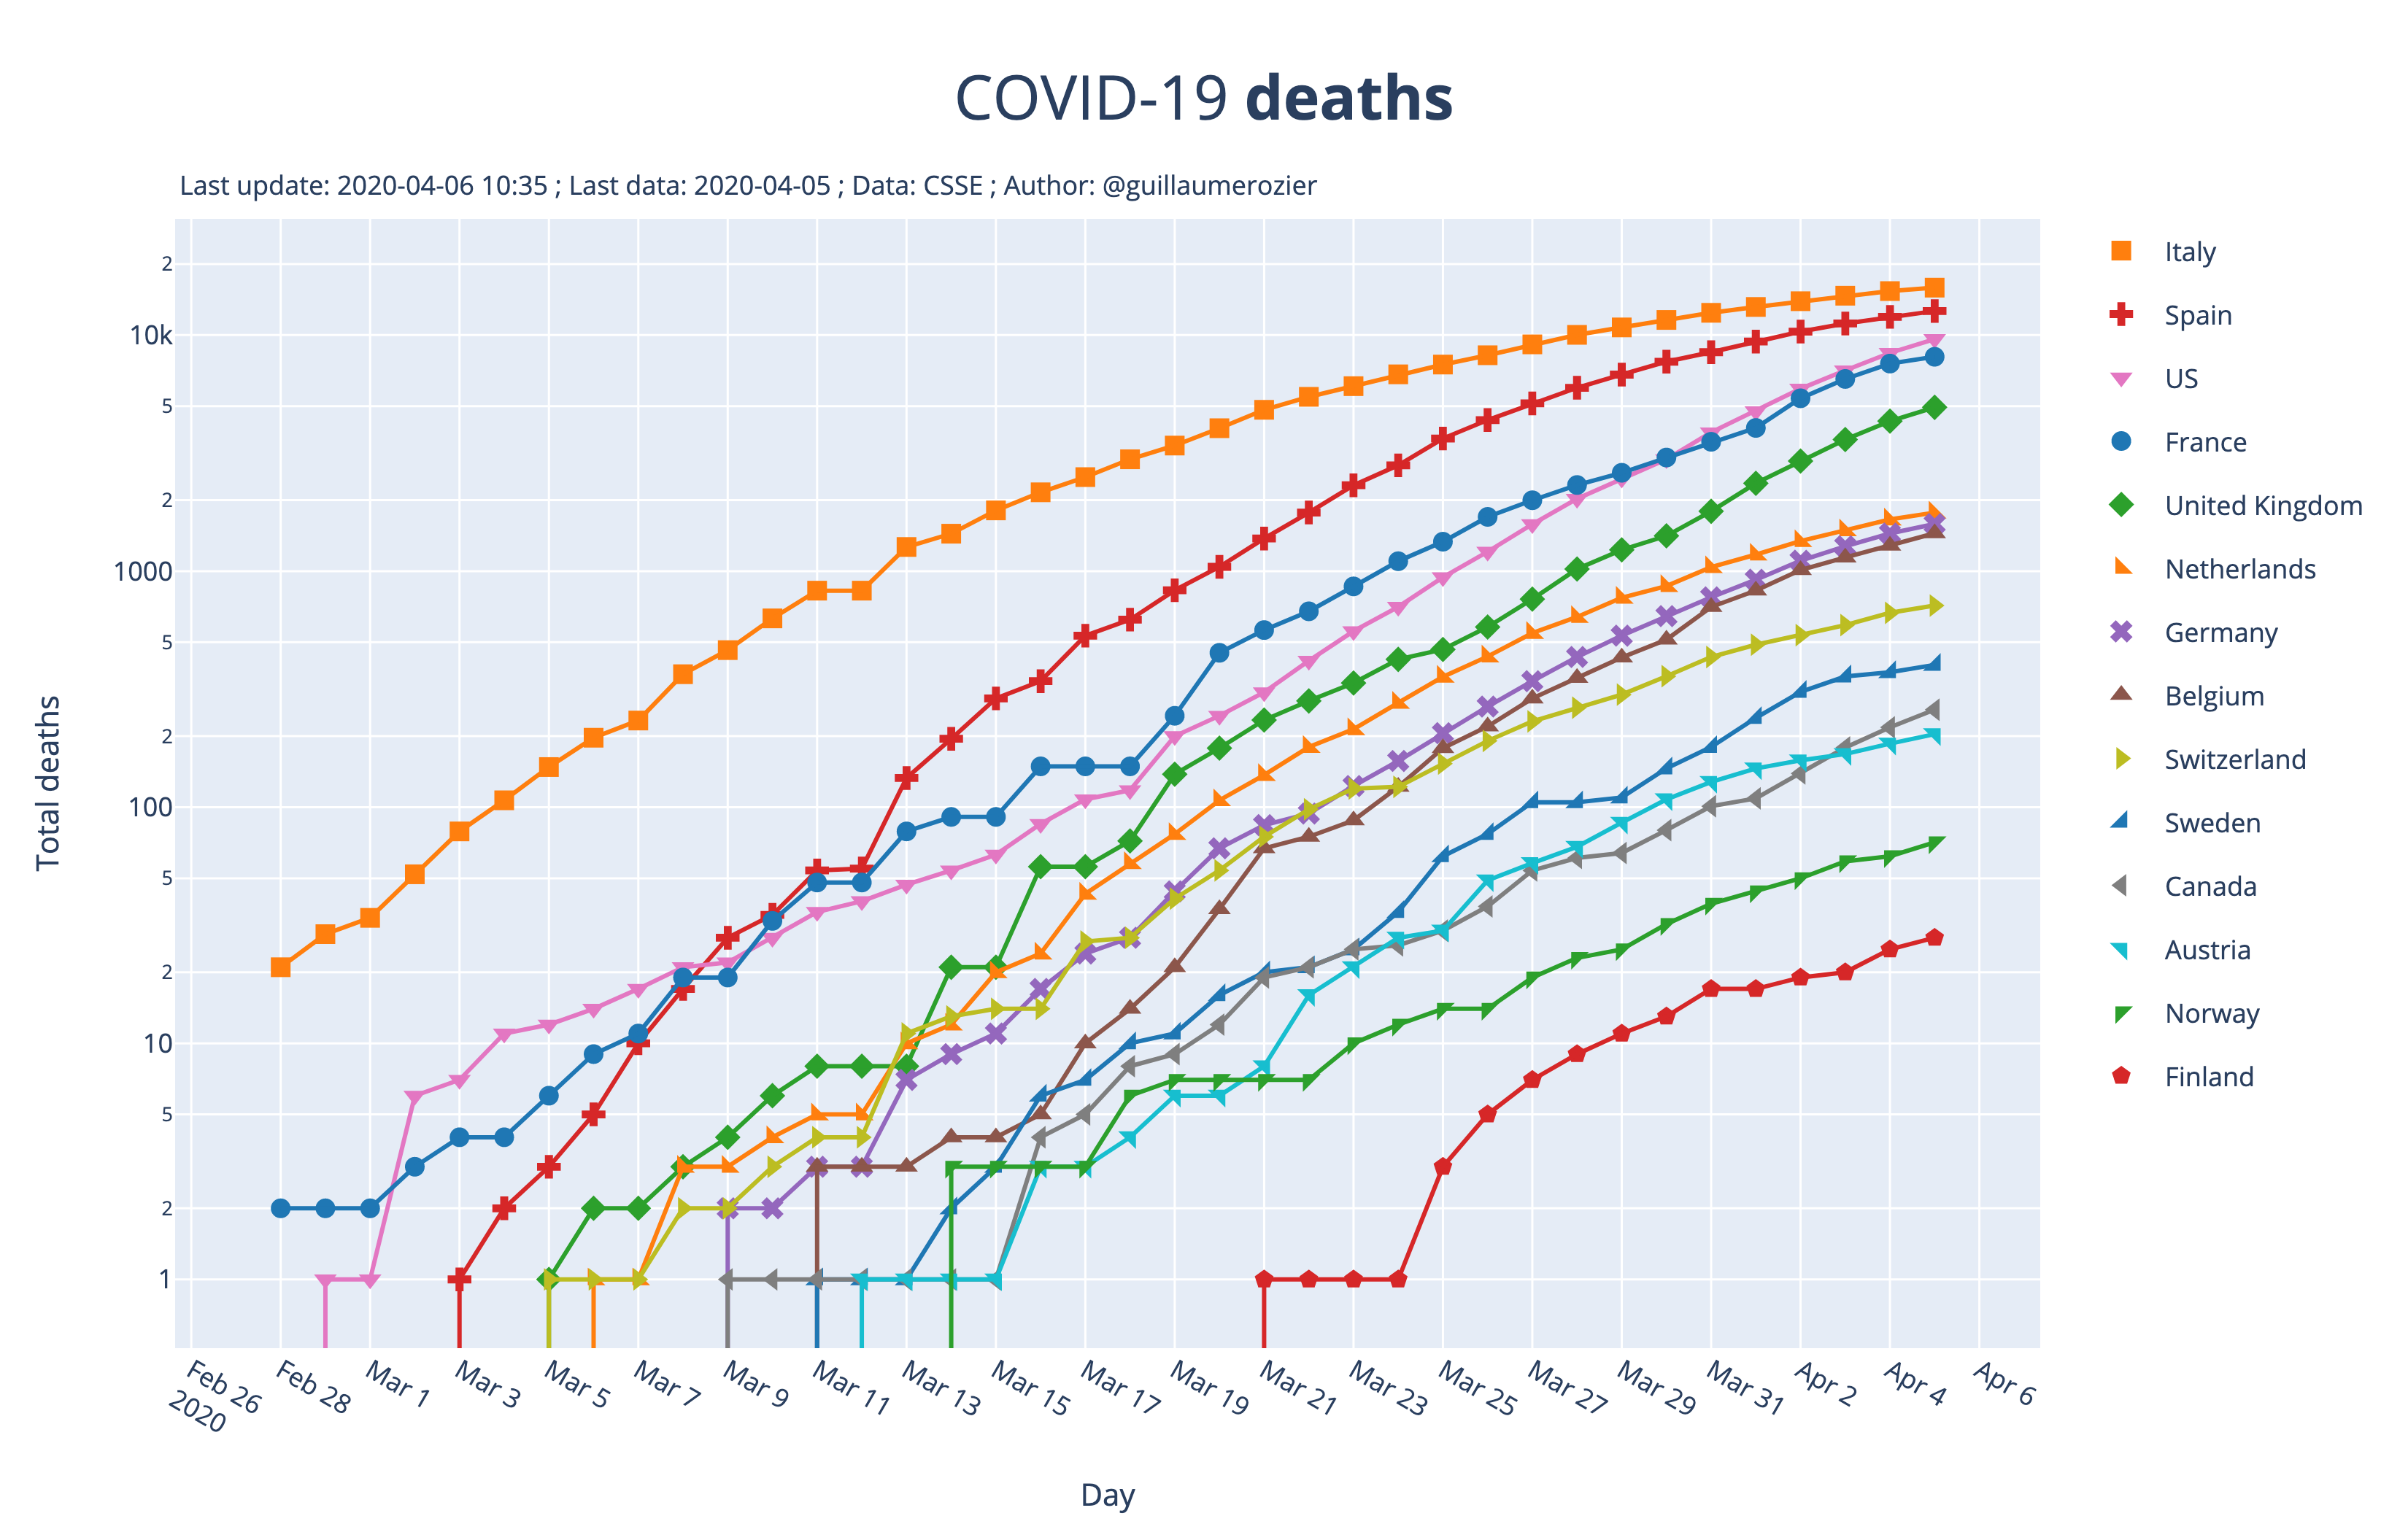 COVID-19 deaths
Last update: 2020-04-06 10:35 ; Last data: 2020-04-05 ; Data: CSSE ; Author: @guillaumerozier
Total deaths
2
10k
5
2
1000
5
2
100
5
2
10
5
2
1
Feb 26
2020
Feb 28
Mar 1
Mar 3
Mar 5
Mar 7
Mar 9
Mar 11
Mar 13
Mar 15
Mar 17
Mar 19
Mar 21
Mar 23
Mar 25
Mar 27
Mar 29
Mar 31
Apr 2
Apr 4
Apr 6
Day
Italy
Spain
US
France
United Kingdom
Netherlands
Germany
Belgium
Switzerland
Sweden
Canada
Austria
Norway
Finland